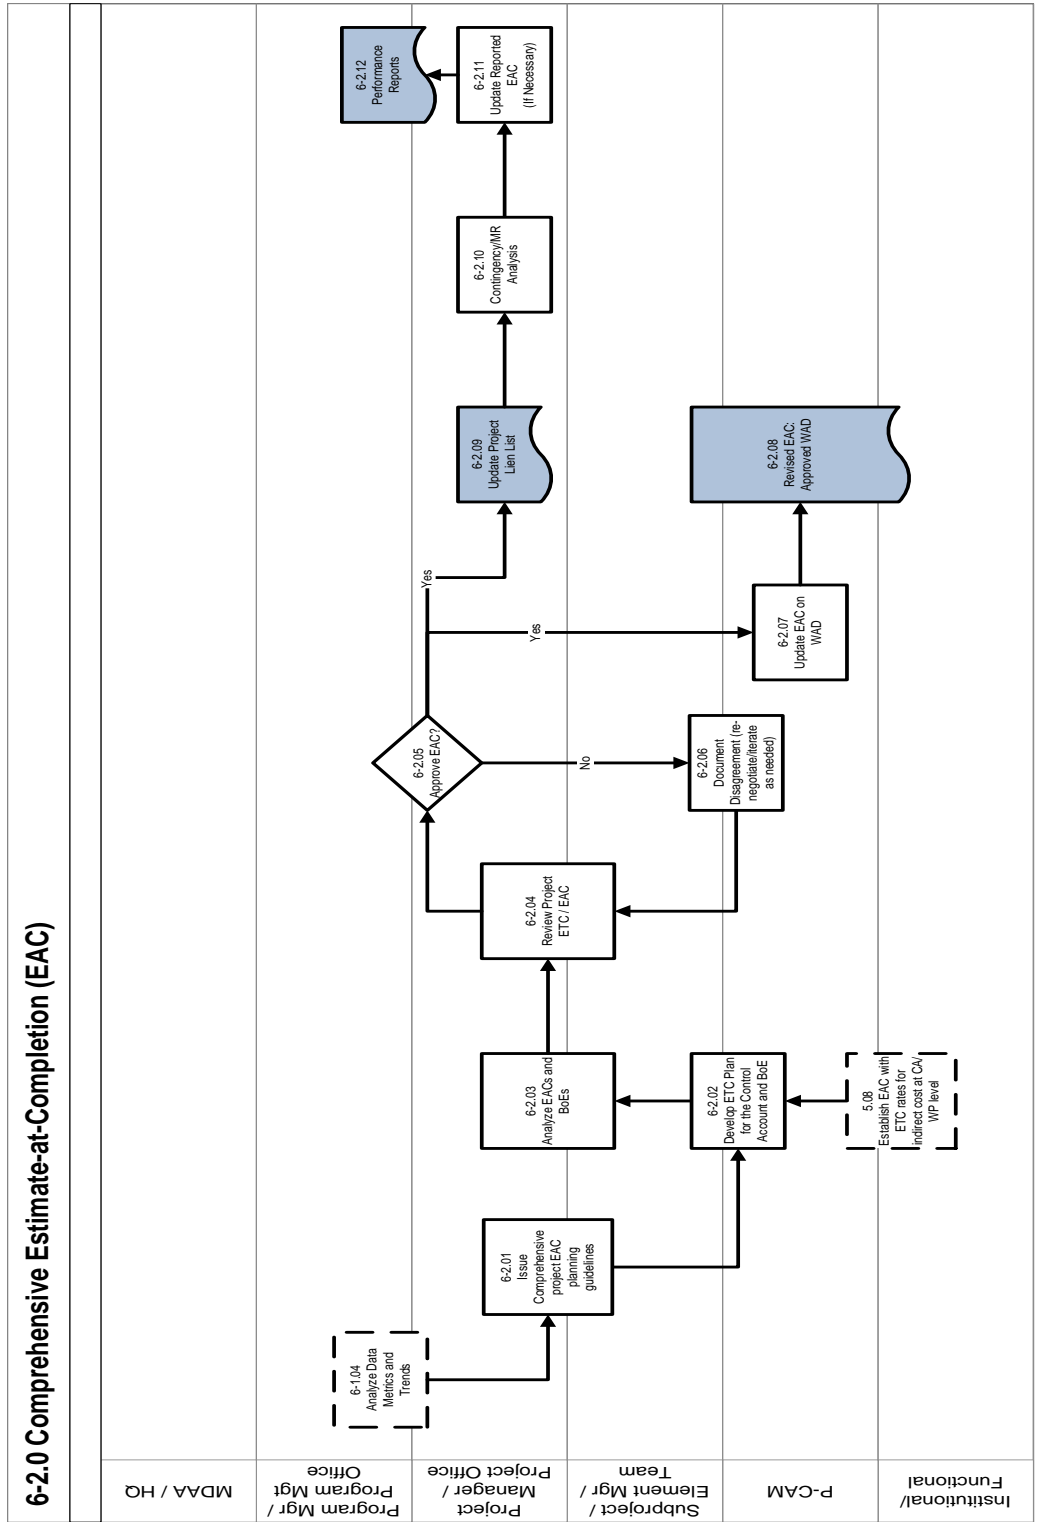 6-2.0 Comprehensive Estimate-at-Completion (EAC)
MDAA / HQ
Program Mgr /
Program Mgt
Office
Project
Manager /
Project Office
Subproject /
Element Mgr /
Team
P-CAM
Institutional/
Functional
6-1.04
Analyze Data
Metrics and
Trends
6-2.01
Issue
Comprehensive
project EAC
planning
guidelines
5.08
Establish EAC with
ETC rates for
indirect cost at CA/
WP level
6-2.02
Develop ETC Plan
for the Control
Account and BoE
6-2.03
Analyze EACs and
BoEs
6-2.04
Review Project
ETC / EAC
6-2.05
Approve EAC?
No
6-2.06
Document
Disagreement (re-
negotiate/iterate
as needed)
Yes
6-2.07
Update EAC on
WAD
6-2.08
Revised EAC:
Approved WAD
Yes
6-2.09
Update Project
Lien List
6-2.10
Contingency/MR
Analysis
6-2.11
Update Reported
EAC
(If Necessary)
6-2.12
Performance
Reports